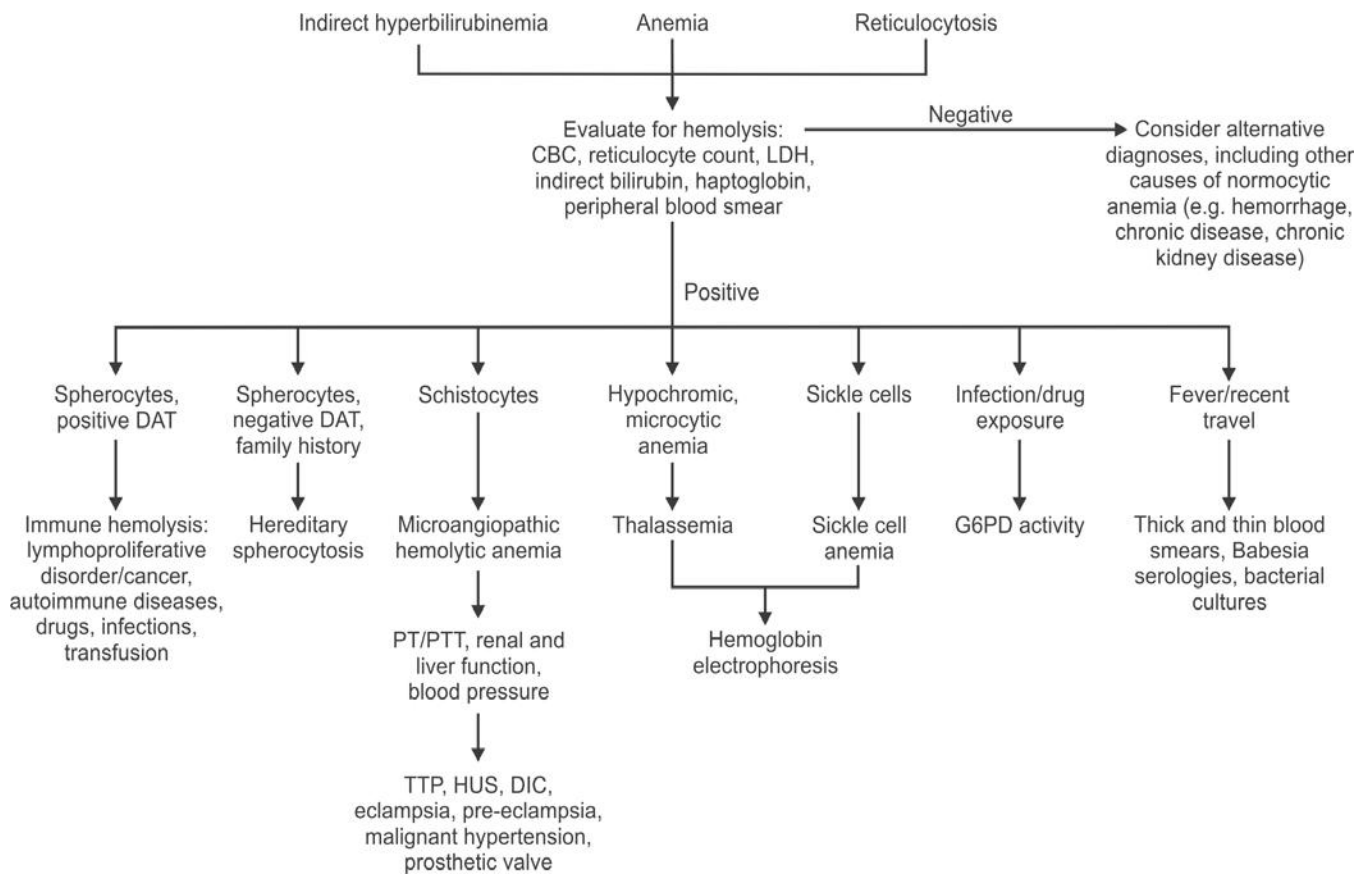 Indirect hyperbilirubinemia
Anemia
Reticulocytosis
Evaluate for hemolysis:
CBC, reticulocyte count, LDH,
indirect bilirubin, haptoglobin,
peripheral blood smear
Negative
Consider alternative
diagnoses, including other
causes of normocytic
anemia (e.g. hemorrhage,
chronic disease, chronic
kidney disease)
Positive
Spherocytes,
positive DAT
Immune hemolysis:
lymphoproliferative
disorder/cancer,
autoimmune diseases,
drugs, infections,
transfusion
Spherocytes,
negative DAT,
family history
Hereditary
spherocytosis
Schistocytes
Microangiopathic
hemolytic anemia
PT/PTT, renal and
liver function,
blood pressure
TTP, HUS, DIC,
eclampsia, pre-eclampsia,
malignant hypertension,
prosthetic valve
Hypochromic,
microcytic
anemia
Thalassemia
Sickle cells
Sickle cell
anemia
Hemoglobin
electrophoresis
Infection/drug
exposure
G6PD activity
Fever/recent
travel
Thick and thin blood
smears, Babesia
serologies, bacterial
cultures